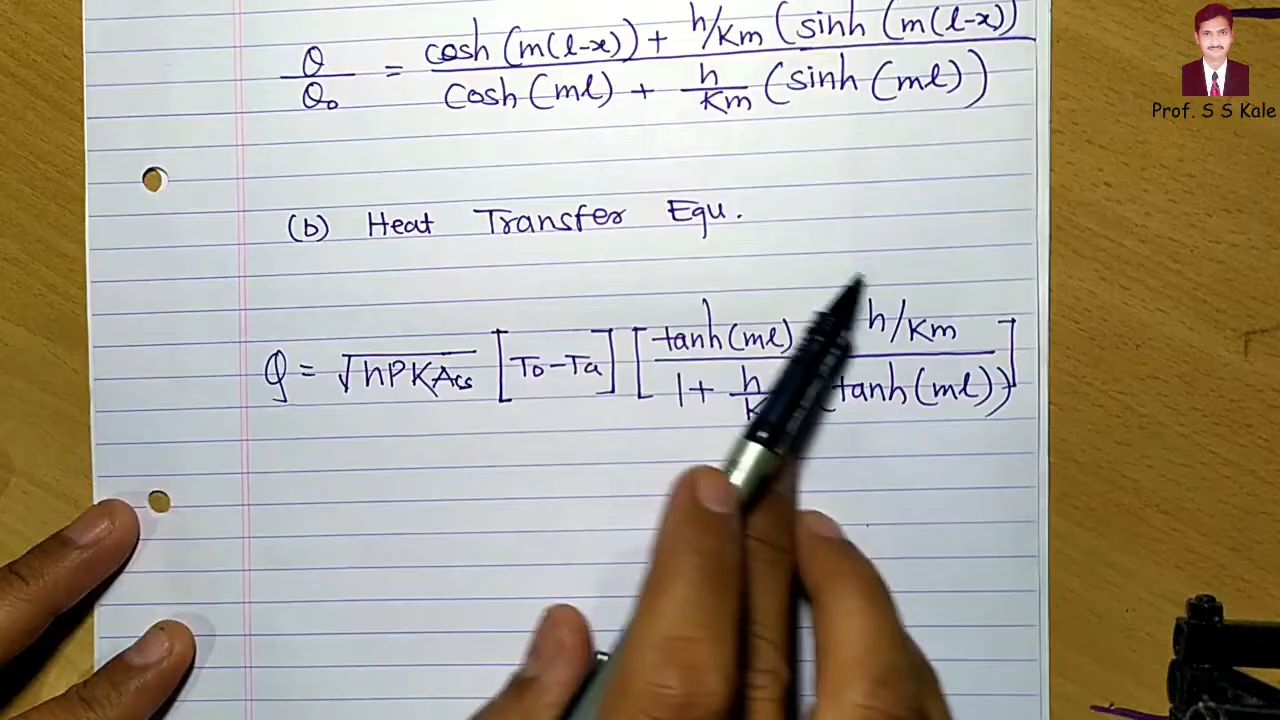 θ/θ₀ = cosh(m(l-x)) + h/Km (sinh(m(l-x)) / cosh(ml) + h/Km (sinh(ml))
Prof. S S Kale
(b) Heat Transfer Equ.
Q = √hPKAcs [To-Ta] [tanh(ml) h/Km / 1+ h/K (tanh(ml))]